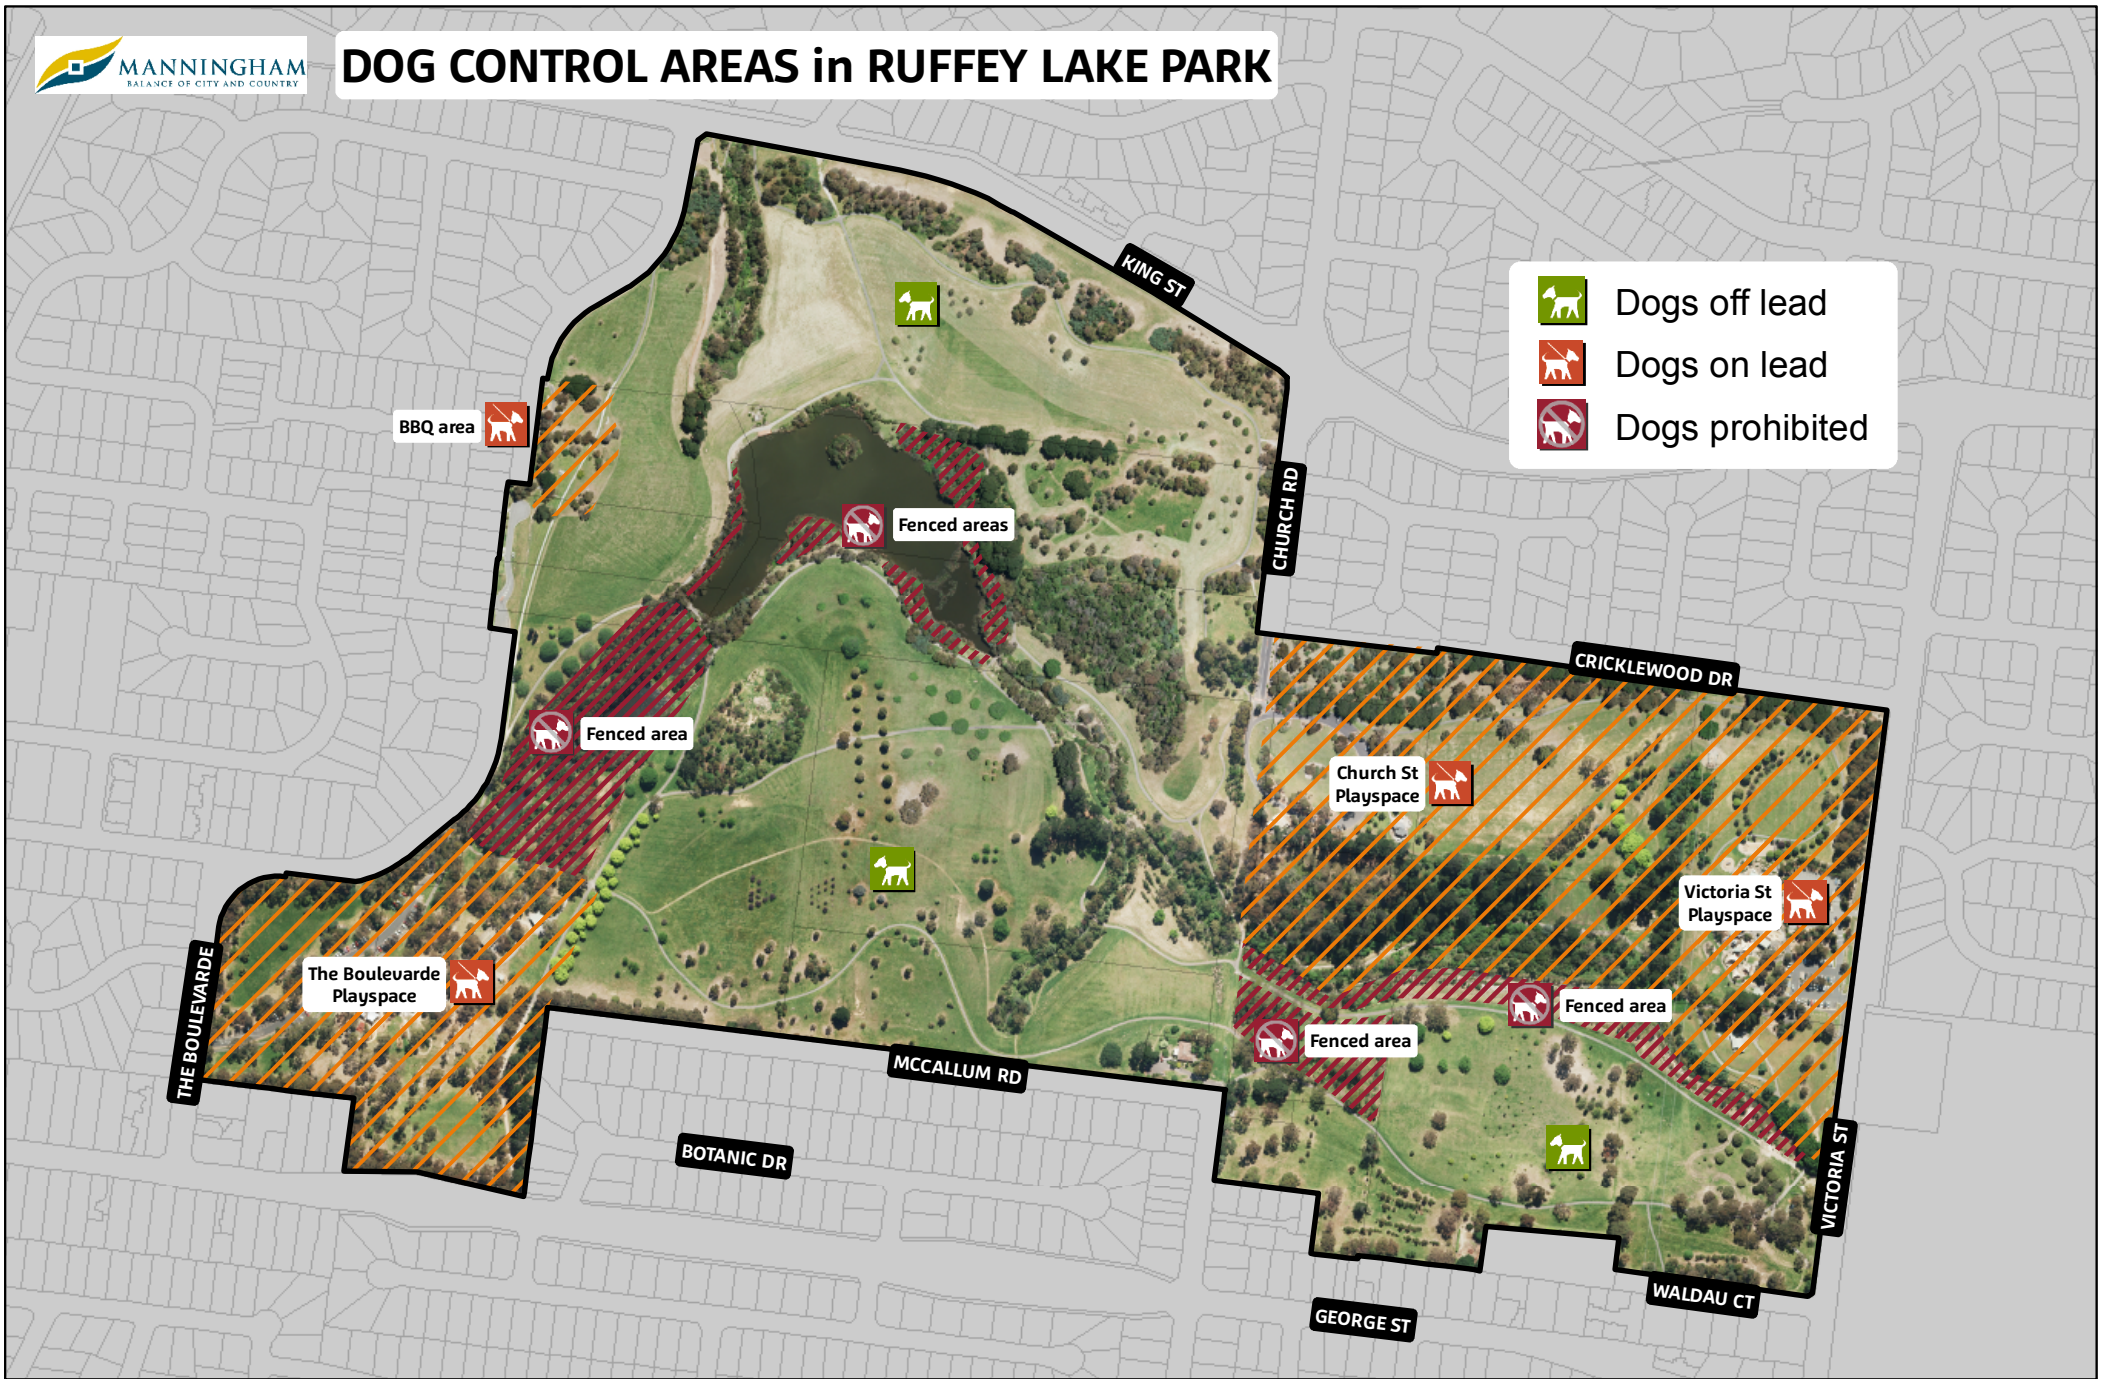 MANNINGHAM
BALANCE OF CITY AND COUNTRY
DOG CONTROL AREAS in RUFFEY LAKE PARK
KING ST
Dogs off lead
Dogs on lead
Dogs prohibited
BBQ area
CHURCH RD
Fenced areas
CRICKLEWOOD DR
Fenced area
Church St
Playspace
Victoria St
Playspace
The Boulevarde
Playspace
THE BOULEVARDE
Fenced area
Fenced area
MCCALLUM RD
BOTANIC DR
VICTORIA ST
WALDAU CT
GEORGE ST